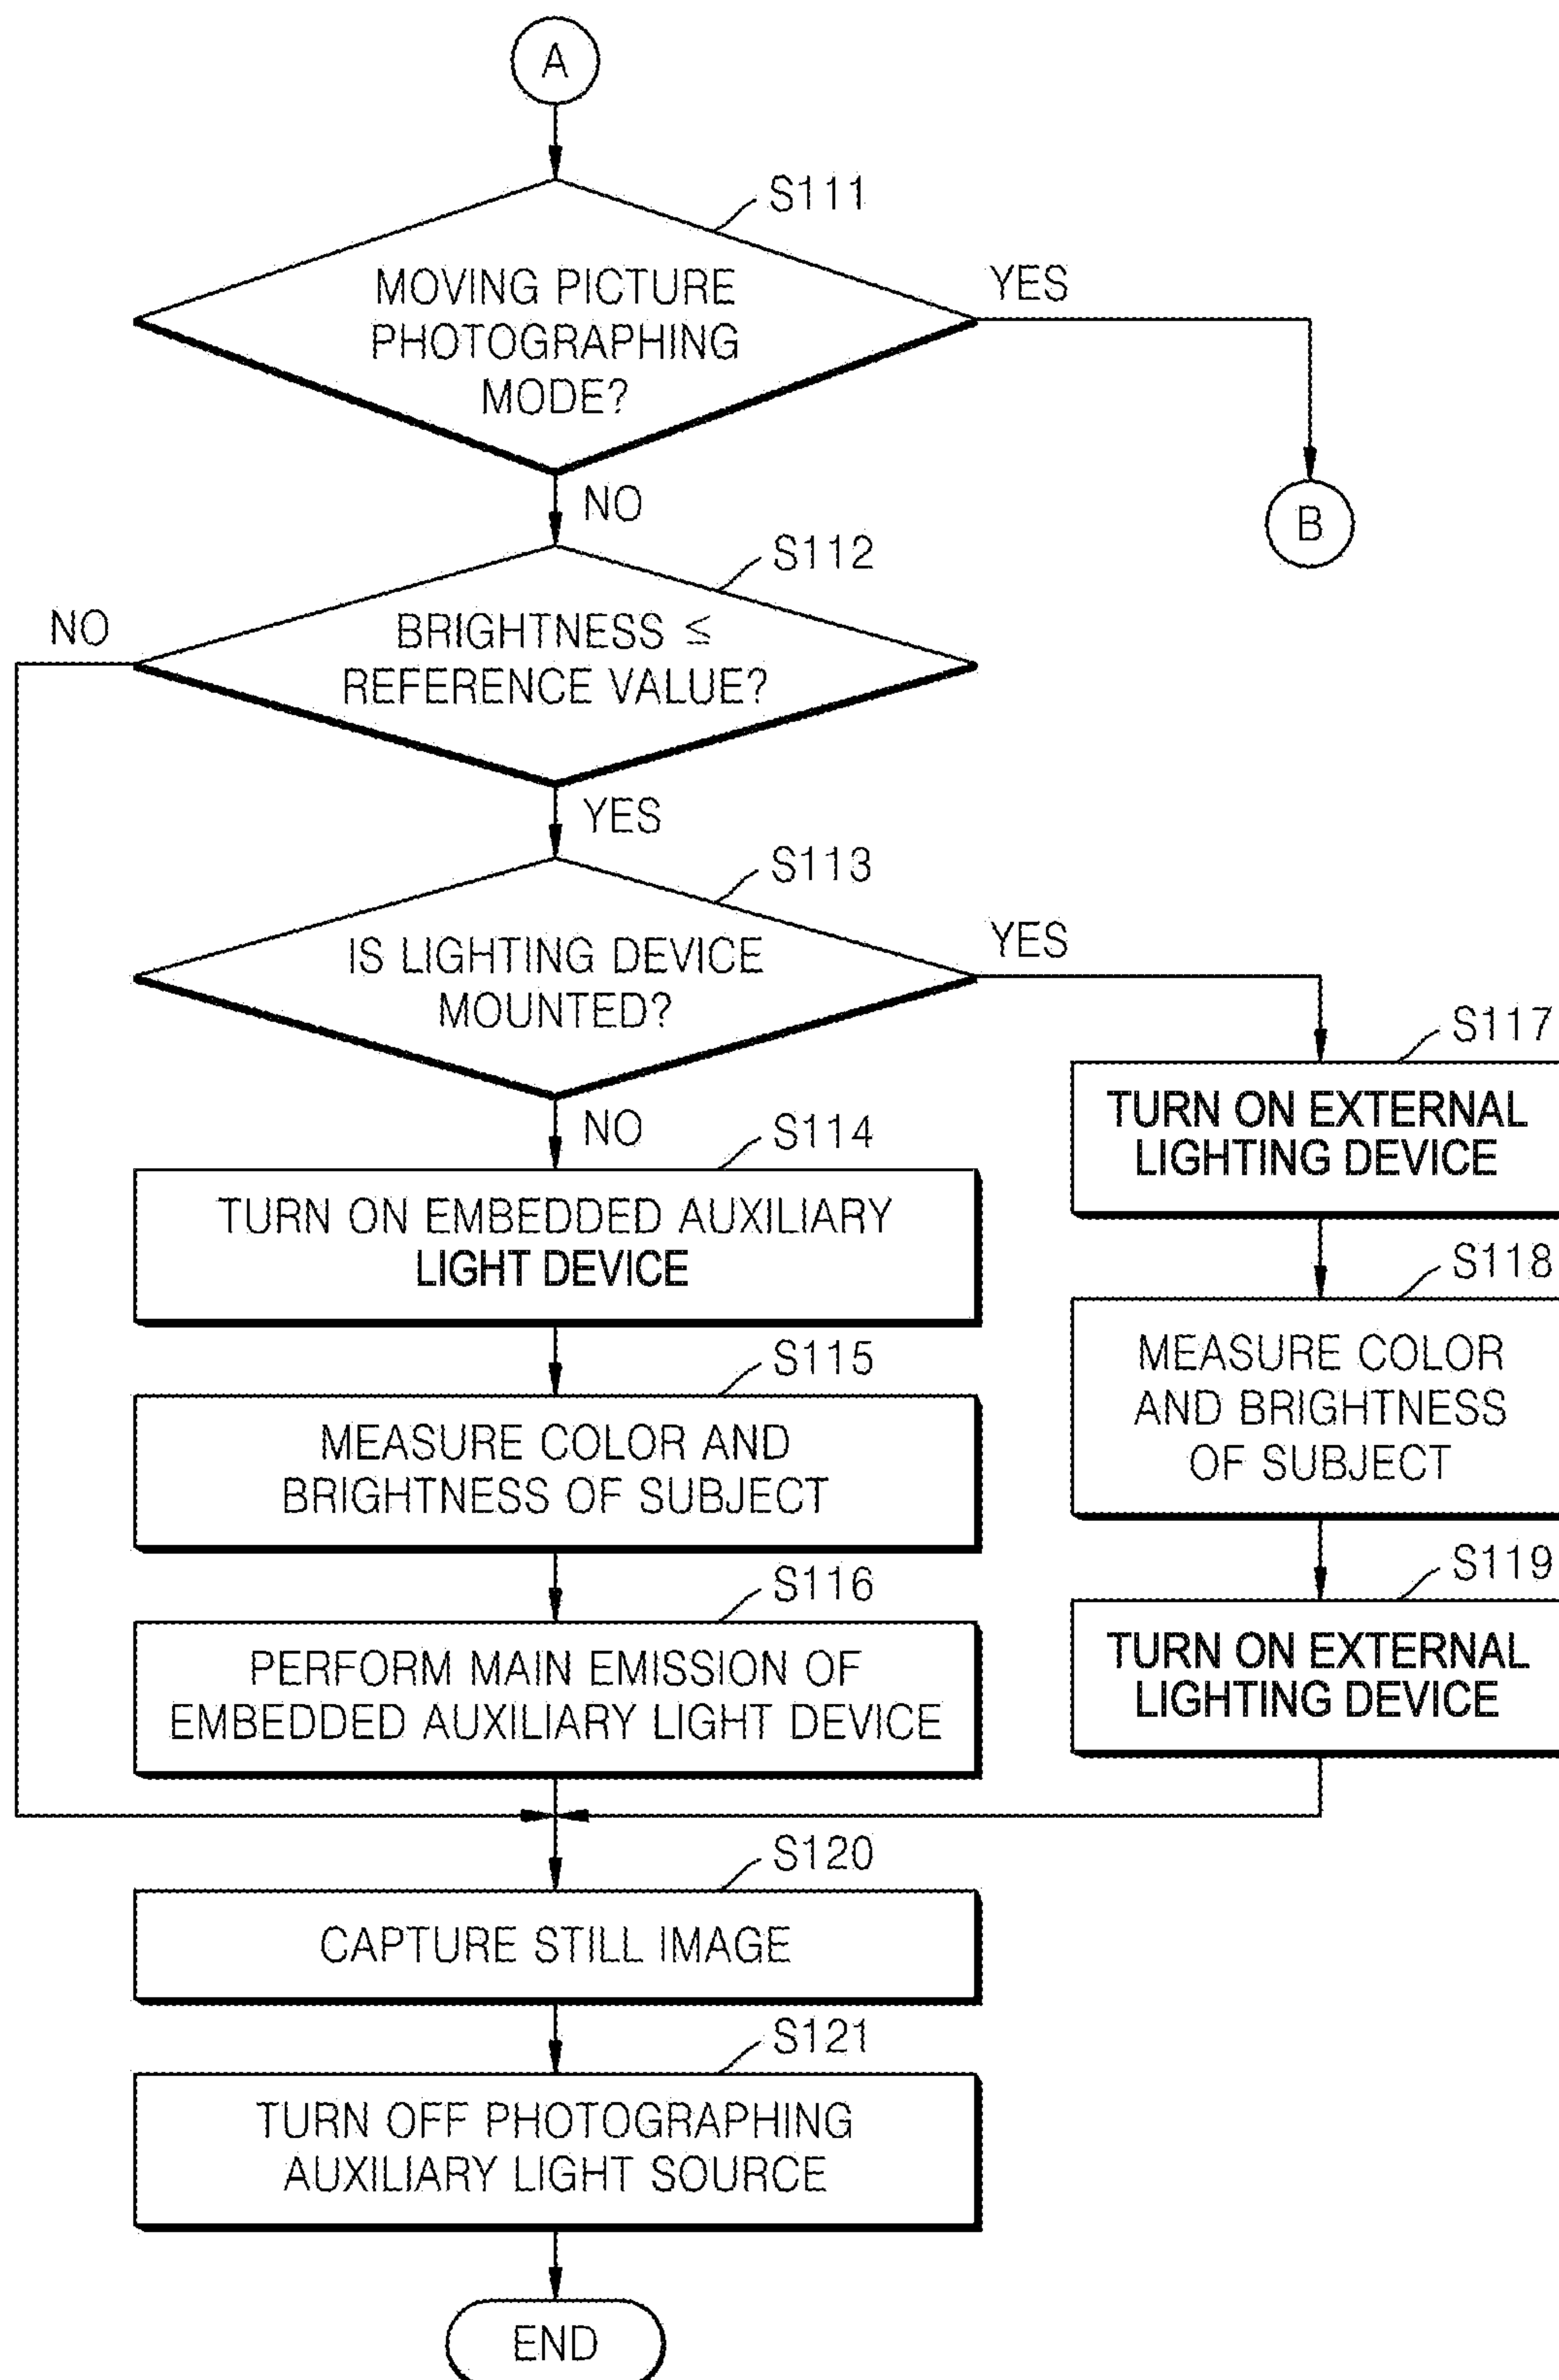 A
S111
MOVING PICTURE
PHOTOGRAPHING
MODE?
YES
B
NO
S112
BRIGHTNESS ≤
REFERENCE VALUE?
NO
YES
S113
IS LIGHTING DEVICE
MOUNTED?
YES
NO
S114
TURN ON EMBEDDED AUXILIARY
LIGHT DEVICE
S115
MEASURE COLOR AND
BRIGHTNESS OF SUBJECT
S116
PERFORM MAIN EMISSION OF
EMBEDDED AUXILIARY LIGHT DEVICE
S117
TURN ON EXTERNAL
LIGHTING DEVICE
S118
MEASURE COLOR
AND BRIGHTNESS
OF SUBJECT
S119
TURN ON EXTERNAL
LIGHTING DEVICE
S120
CAPTURE STILL IMAGE
S121
TURN OFF PHOTOGRAPHING
AUXILIARY LIGHT SOURCE
END